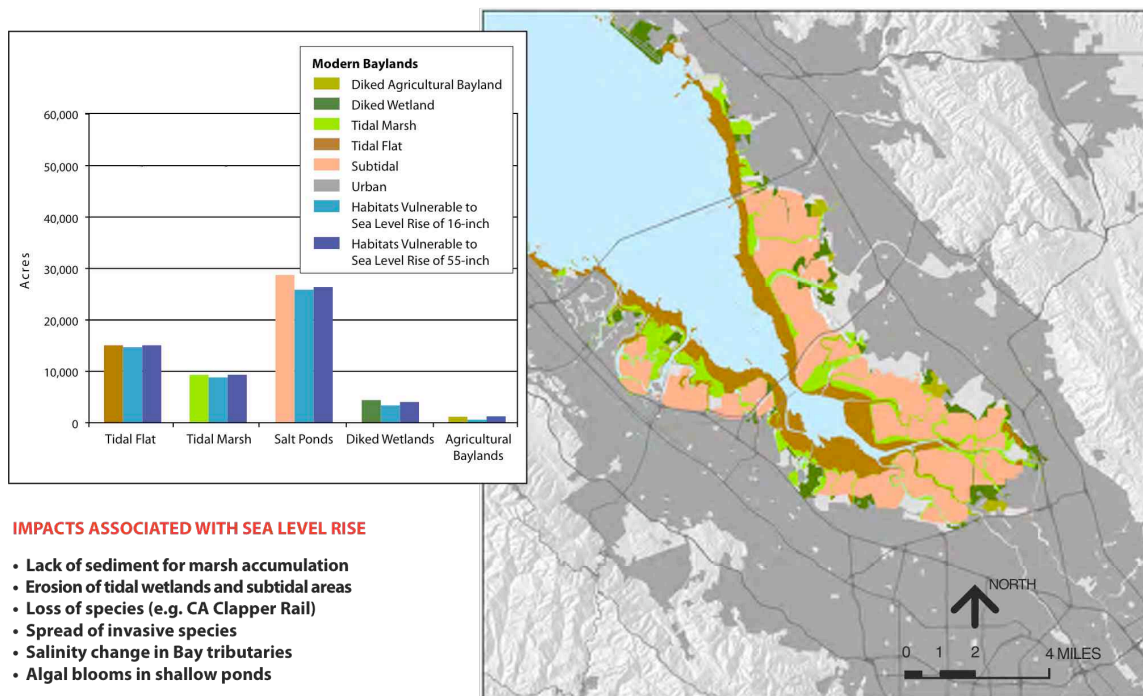 Modern Baylands
Diked Agricultural Bayland
Diked Wetland
Tidal Marsh
Tidal Flat
Subtidal
Urban
Habitats Vulnerable to
Sea Level Rise of 16-inch
Habitats Vulnerable to
Sea Level Rise of 55-inch
Acres
60,000
50,000
40,000
30,000
20,000
10,000
0
Tidal Flat
Tidal Marsh
Salt Ponds
Diked Wetlands
Agricultural
Baylands
IMPACTS ASSOCIATED WITH SEA LEVEL RISE
• Lack of sediment for marsh accumulation
• Erosion of tidal wetlands and subtidal areas
• Loss of species (e.g. CA Clapper Rail)
• Spread of invasive species
• Salinity change in Bay tributaries
• Algal blooms in shallow ponds
NORTH
0 1 2 4 MILES